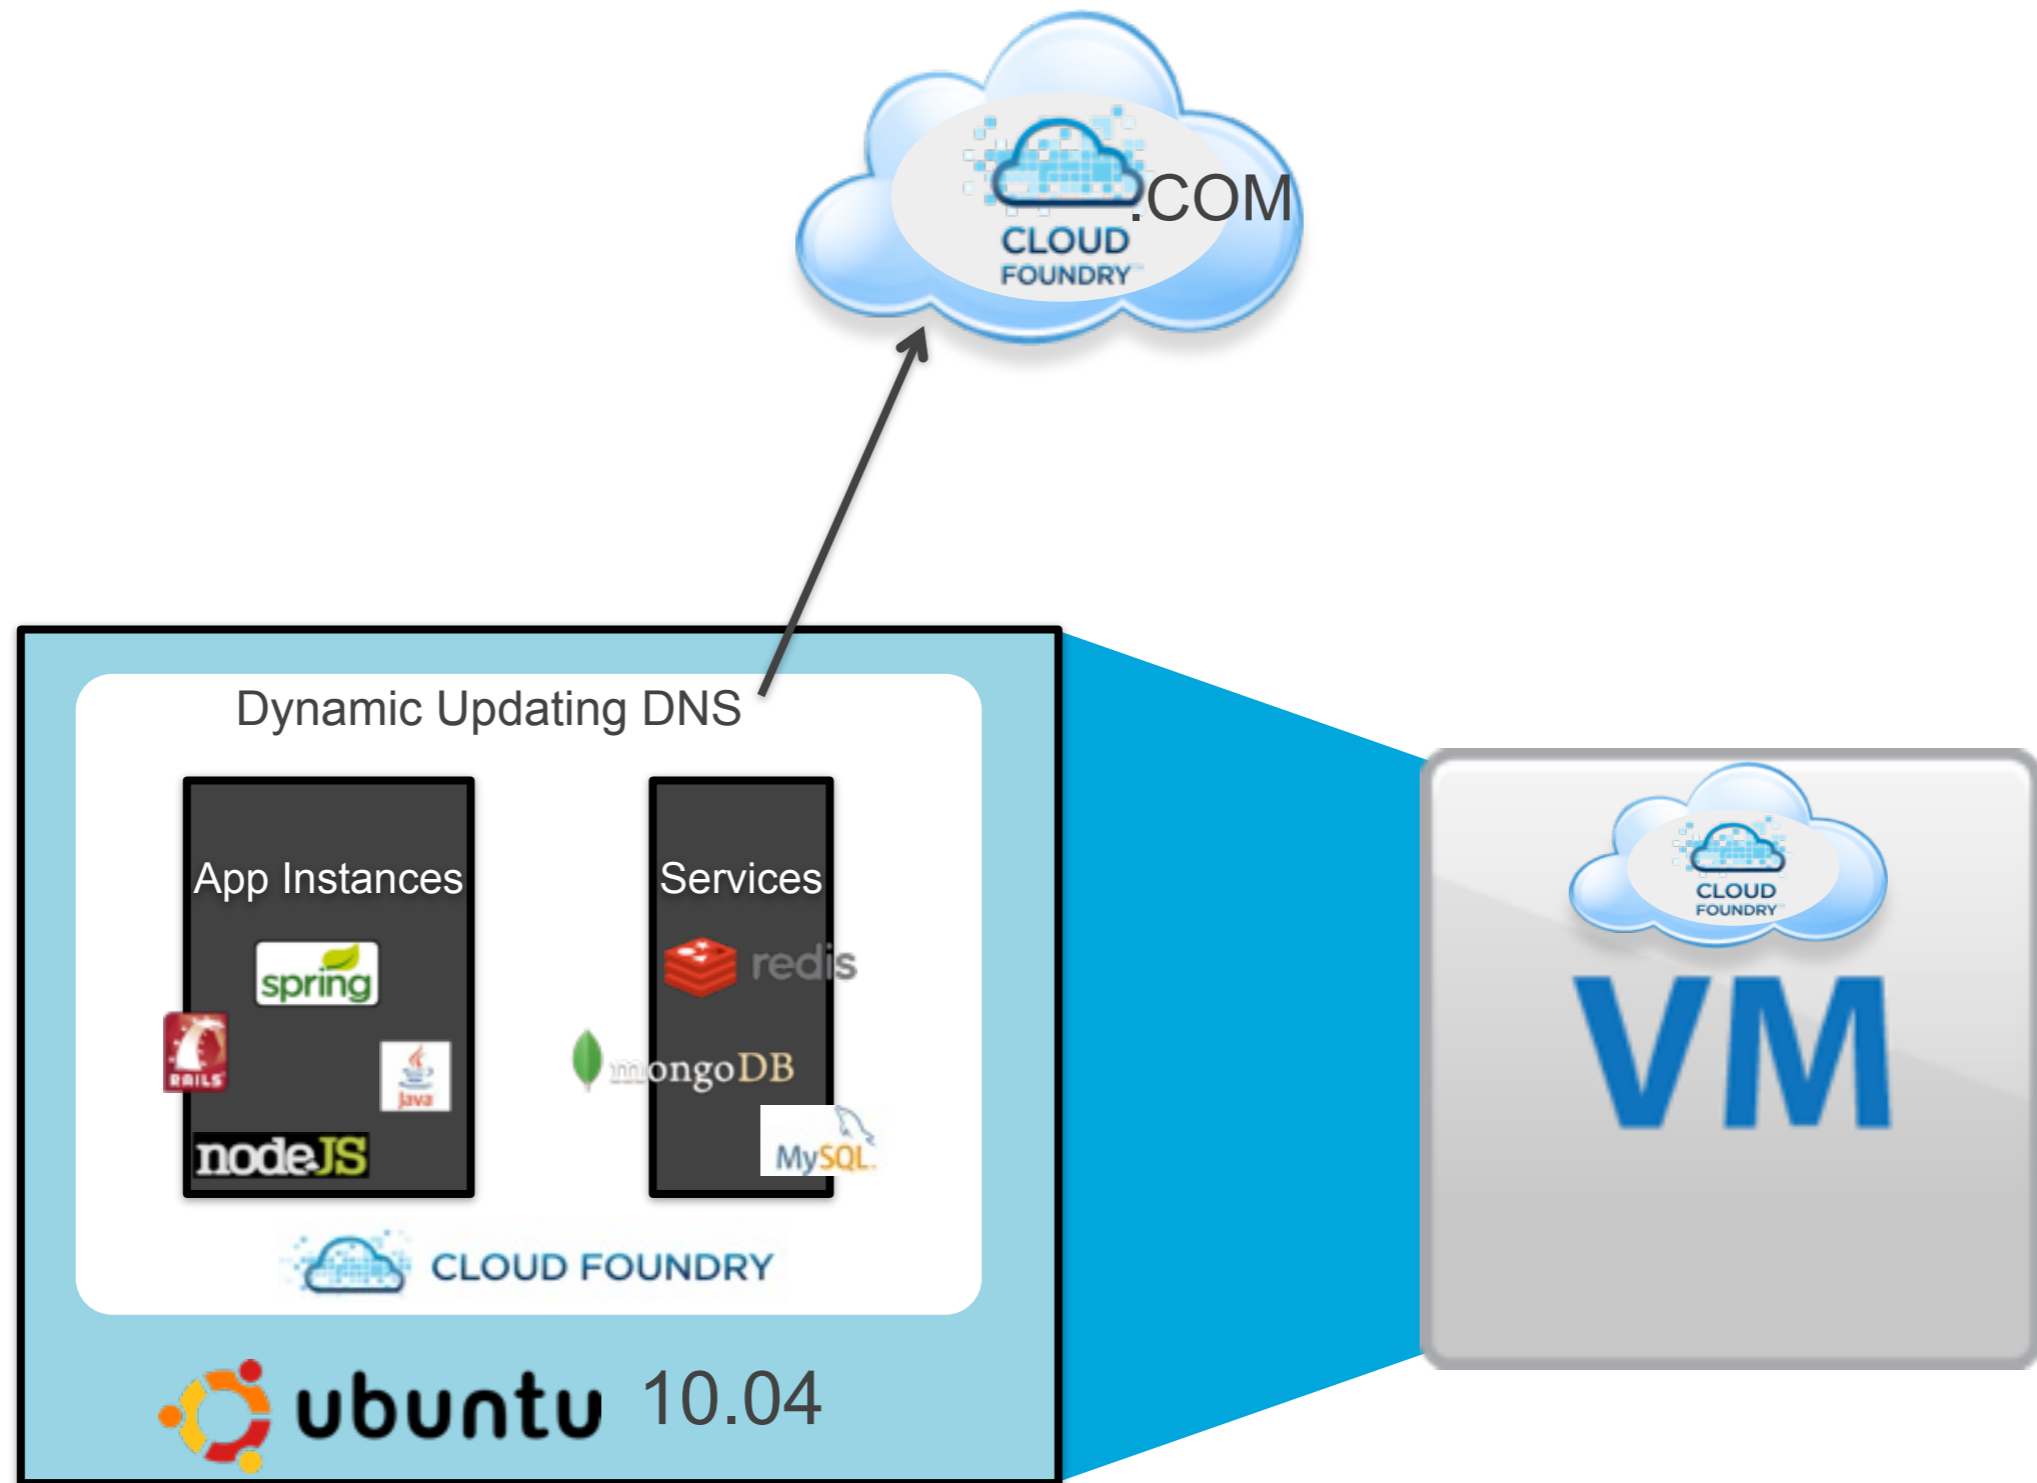 .COM
CLOUD
FOUNDRY™
Dynamic Updating DNS
App Instances
Services
spring
redis
RAILS
Java
mongoDB
nodeJS
MySQL
CLOUD FOUNDRY
ubuntu 10.04
CLOUD
FOUNDRY
VM